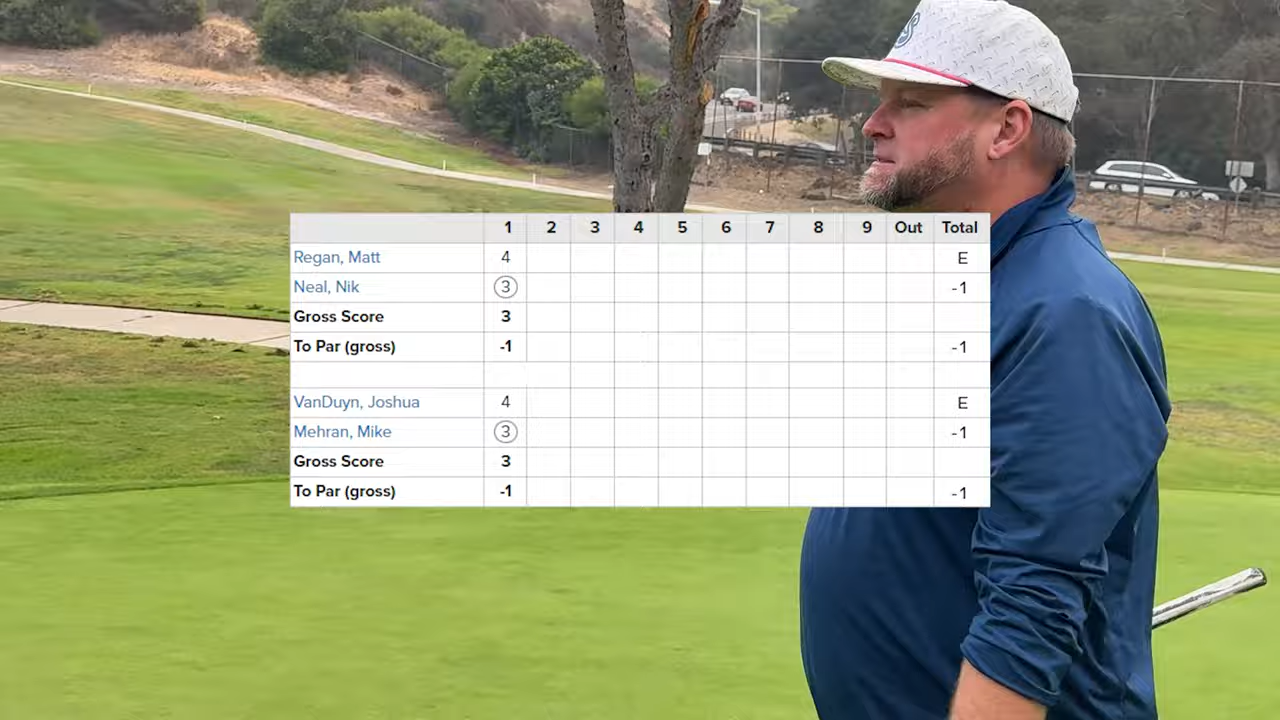 1 2 3 4 5 6 7 8 9 Out Total
Regan, Matt 4 E
Neal, Nik 3 -1
Gross Score 3
To Par (gross) -1 -1
VanDuyn, Joshua 4 E
Mehran, Mike 3 -1
Gross Score 3
To Par (gross) -1 -1